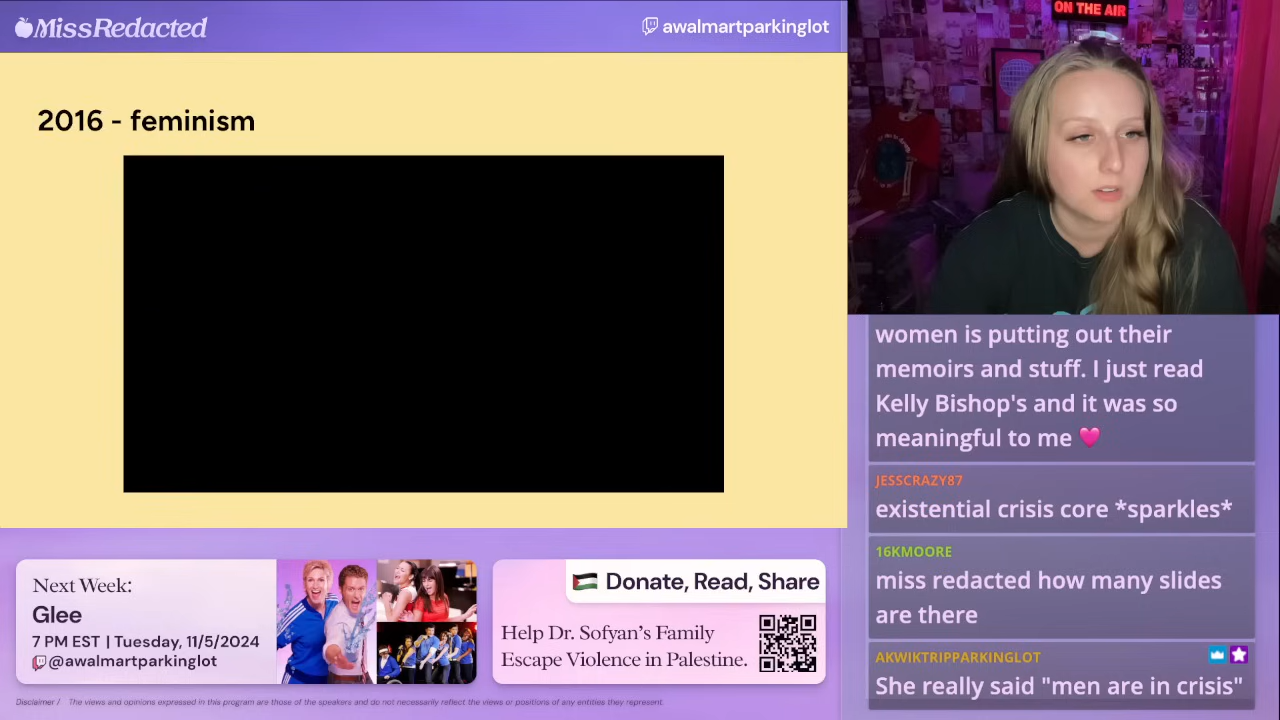 MissRedacted
awalmartparkinglot
ON THE AIR
2016 - feminism
women is putting out their
memoirs and stuff. I just read
Kelly Bishop's and it was so
meaningful to me 🩷
JESSCRAZY87
existential crisis core *sparkles*
16KMOORE
miss redacted how many slides
are there
AKWIKTRIPPARKINGLOT
She really said "men are in crisis"
Next Week:
Glee
7 PM EST | Tuesday, 11/5/2024
@awalmartparkinglot
🇵🇸 Donate, Read, Share
Help Dr. Sofyan's Family
Escape Violence in Palestine.
Disclaimer / The views and opinions expressed in this program are those of the speakers and do not necessarily reflect the views or positions of any entities they represent.